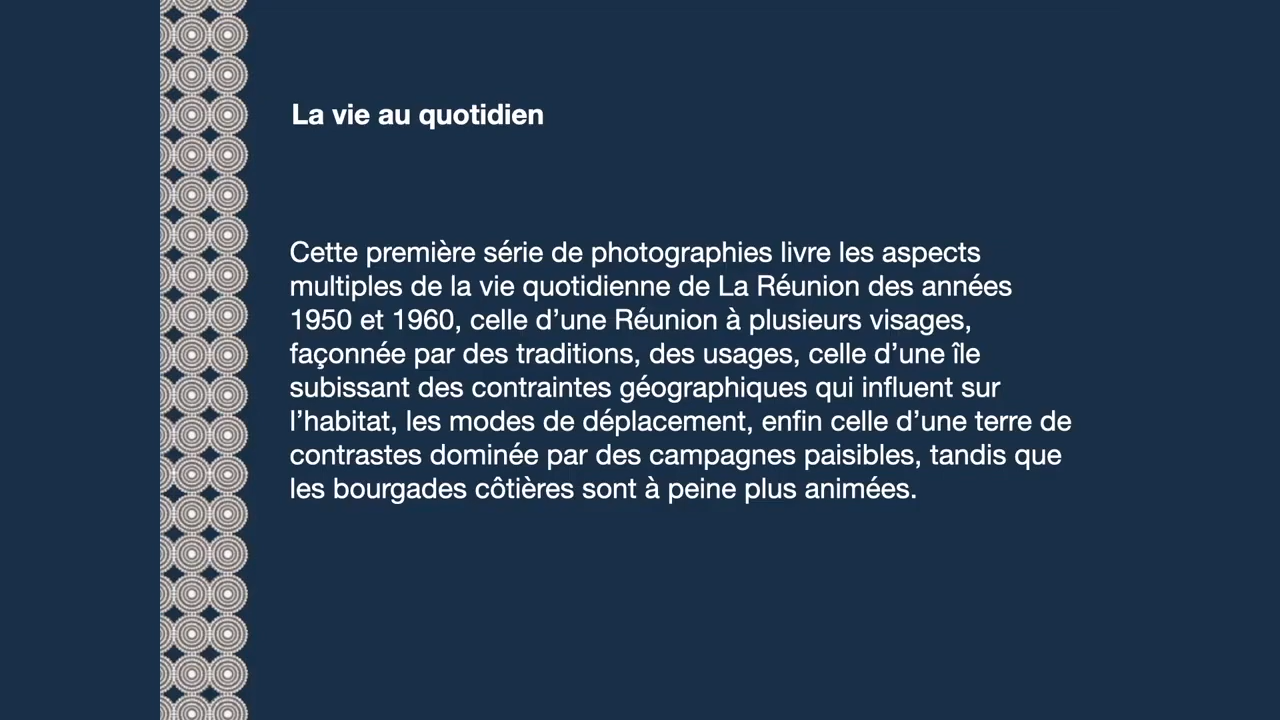 La vie au quotidien
Cette première série de photographies livre les aspects
multiples de la vie quotidienne de La Réunion des années
1950 et 1960, celle d’une Réunion à plusieurs visages,
façonnée par des traditions, des usages, celle d’une île
subissant des contraintes géographiques qui influent sur
l’habitat, les modes de déplacement, enfin celle d’une terre de
contrastes dominée par des campagnes paisibles, tandis que
les bourgades côtières sont à peine plus animées.